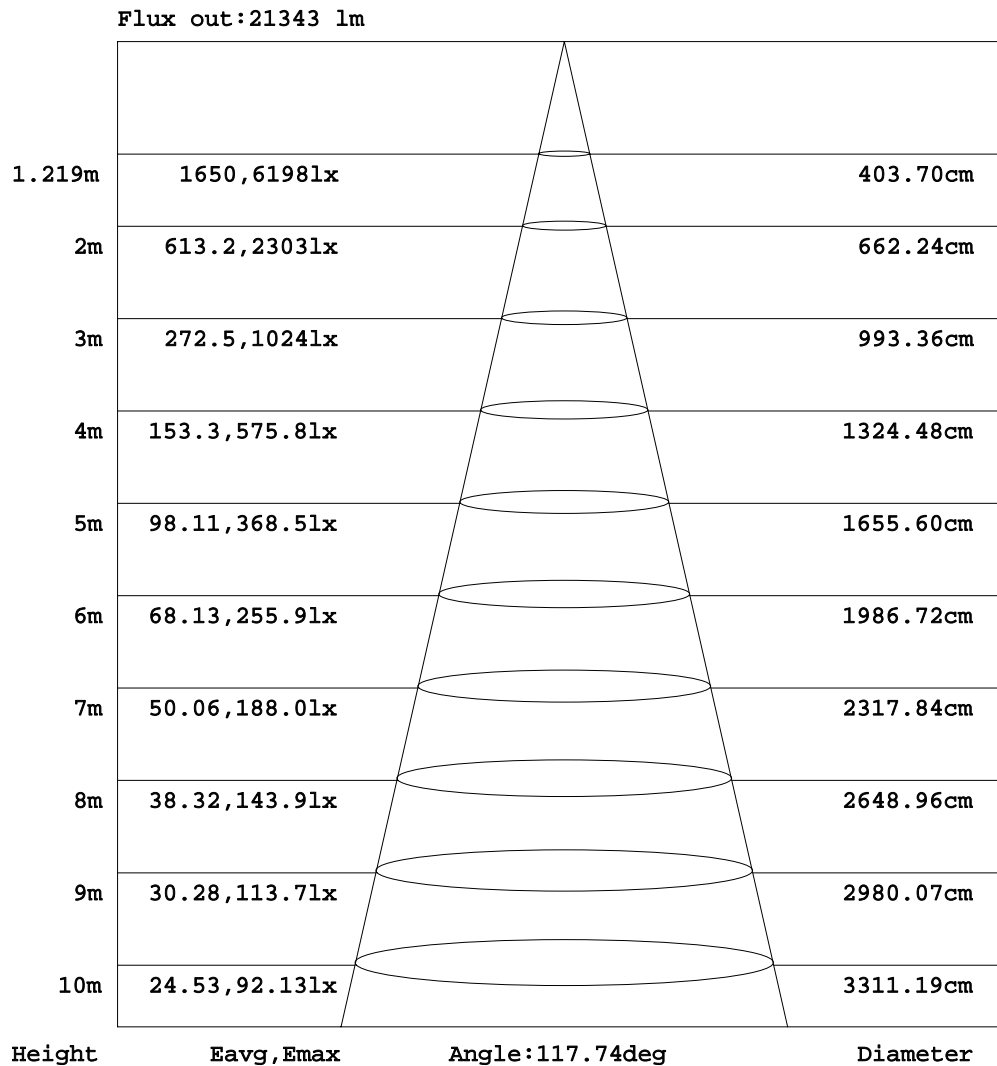 Flux out:21343 lm
1.219m 1650,6198lx 403.70cm
2m 613.2,2303lx 662.24cm
3m 272.5,1024lx 993.36cm
4m 153.3,575.8lx 1324.48cm
5m 98.11,368.5lx 1655.60cm
6m 68.13,255.9lx 1986.72cm
7m 50.06,188.0lx 2317.84cm
8m 38.32,143.9lx 2648.96cm
9m 30.28,113.7lx 2980.07cm
10m 24.53,92.13lx 3311.19cm
Height Eavg,Emax Angle:117.74deg Diameter